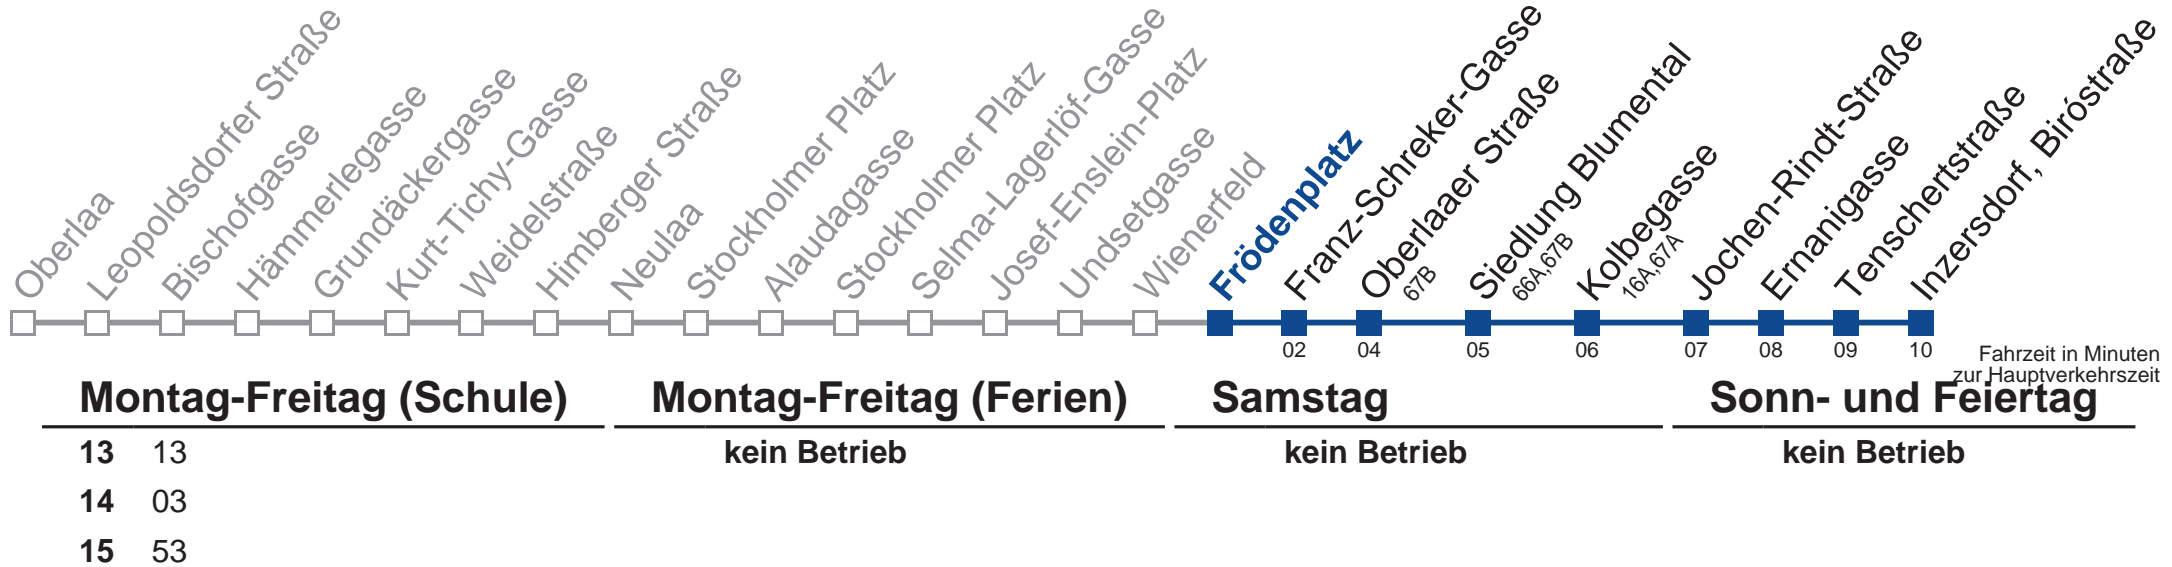 Oberlaa
Leopoldsdorfer Straße
Bischofgasse
Hämmerlegasse
Grundäckergasse
Kurt-Tichy-Gasse
Weidelstraße
Himberger Straße
Neulaa
Stockholmer Platz
Alaudagasse
Stockholmer Platz
Selma-Lagerlöf-Gasse
Josef-Enslein-Platz
Undsetgasse
Wienerfeld
Frödenplatz
Franz-Schreker-Gasse
Oberlaaer Straße
67B
Siedlung Blumental
66A,67B
Kolbegasse
16A,67A
Jochen-Rindt-Straße
Ernanigasse
Tenschertstraße
Inzersdorf, Biróstraße
02 04 05 06 07 08 09 10
Fahrzeit in Minuten
zur Hauptverkehrszeit
Montag-Freitag (Schule) Montag-Freitag (Ferien) Samstag Sonn- und Feiertag
13 13 kein Betrieb kein Betrieb kein Betrieb
14 03
15 53